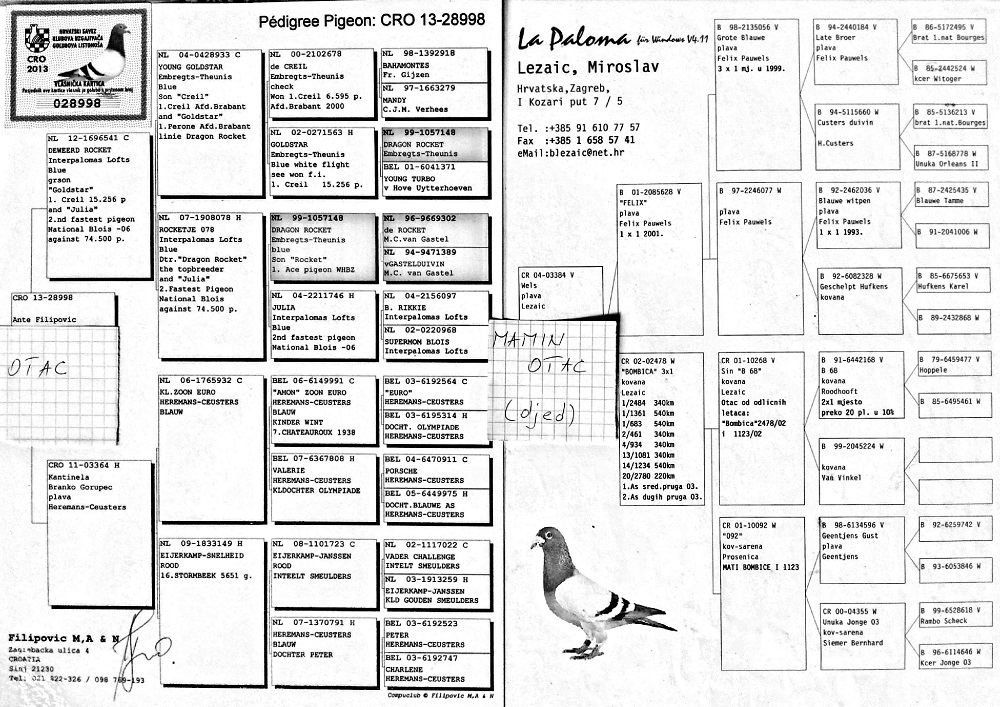 Pédigree Pigeon: CRO 13-28998
HRVATSKI SAVEZ
KLUBOVA UZGAJIVAČA
GOLUBOVA LISTONOŠA
CRO
2013
VLASNIČKA KARTICA
028998
NL 12-1696541 C
DEWEERD ROCKET
Interpalomas Lofts
Blue
grson
"Goldstar"
1. Creil 15.256 p
and "Julia"
2.nd fastest pigeon
National Blois -06
against 74.500 p.
CRO 13-28998
Ante Filipovic
OTAC
CRO 11-03364 H
Kantinela
Branko Gorupec
plava
Heremans-Ceusters
NL 04-0428933 C
YOUNG GOLDSTAR
Embregts-Theunis
Blue
Son "Creil"
and "Goldstar"
1.Creil Afd.Brabant
1.Perone Afd.Brabant
linie Dragon Rocket
NL 07-1908078 H
ROCKETJE 078
Interpalomas Lofts
Blue
Dtr."Dragon Rocket"
the topbreeder
and "Julia"
2.Fastest Pigeon
National Blois
against 74.500 p.
NL 06-1765932 C
KL.ZOON EURO
HEREMANS-CEUSTERS
BLAUW
NL 09-1833149 H
EIJERKAMP-SNELHEID
ROOD
16.STORMBEEK 5651 g.
NL 00-2102678
de CREIL
Embregts-Theunis
check
Won 1.Creil 6.595 p.
Afd.Brabant 2000
NL 02-0271563 H
GOLDSTAR
Embregts-Theunis
Blue white flight
see won f.i.
1. Creil 15.256 p.
NL 99-1057148
DRAGON ROCKET
Embregts-Theunis
blue
Son "Rocket"
1. Ace pigeon WHBZ
NL 04-2211746 H
JULIA
Interpalomas Lofts
Blue
2nd fastest pigeon
National Blois -06
BEL 06-6149991 C
"AMON" ZOON EURO
HEREMANS-CEUSTERS
BLAUW
KINDER WINT
7.CHATEAUROUX 1938
BEL 07-6367808 H
VALERIE
HEREMANS-CEUSTERS
KLDOCHTER OLYMPIADE
NL 08-1101723 C
EIJERKAMP-JANSSEN
ROOD
INTEELT SMEULDERS
NL 07-1370791 H
HEREMANS-CEUSTERS
BLAUW
DOCHTER PETER
NL 98-1392918
BAHAMONTES
Fr. Gijzen
NL 97-1663279
MANDY
C.J.M. Verhees
NL 99-1057148
DRAGON ROCKET
Embregts-Theunis
BEL 01-6041371
YOUNG TURBO
v Hove Uytterhoeven
NL 96-9669302
de ROCKET
M.C.van Gastel
NL 94-9471389
vGASTELDUIVIN
M.C. van Gastel
NL 04-2156097
B. RIKKIE
Interpalomas Lofts
NL 02-0220968
SUPERMOM BLOIS
Interpalomas Lofts
BEL 03-6192564 C
"EURO"
HEREMANS-CEUSTERS
BEL 03-6195314 H
DOCHT. OLYMPIADE
HEREMANS-CEUSTERS
BEL 04-6470911 C
PORSCHE
HEREMANS-CEUSTERS
BEL 05-6449975 H
DOCHT.BLAUWE AS
HEREMANS-CEUSTERS
NL 02-1117022 C
VADER CHALLENGE
INTELT SMEULDERS
NL 03-1913259 H
EIJERKAMP-JANSSEN
KLD GOUDEN SMEULDERS
BEL 03-6192523
PETER
HEREMANS-CEUSTERS
BEL 03-6192747
CHARLENE
HEREMANS-CEUSTERS
Filipovic M,A & N
Zagrebacka ulica 4
CROATIA
Sinj 21230
Tel: 021 822-326 / 098
Compuclub © Filipovic M,A & N
La Paloma für Windows V4.11
Lezaic, Miroslav
Hrvatska,Zagreb,
I Kozari put 7 / 5
Tel. :+385 91 610 77 57
Fax :+385 1 658 57 41
eMail:blezaic@net.hr
CR 04-03384 V
Wels
plava
Lezaic
MAMIN
OTAC
(djed)
B 01-2085628 V
"FELIX"
plava
Felix Pauwels
1 x 1 2001.
CR 02-02478 W
"BOMBICA" 3x1
kovana
Lezaic
1/2484 340km
1/1361 540km
1/683 540km
2/461 340km
4/934 340km
13/1081 340km
14/1234 540km
20/2780 220km
1.As sred.pruga 03.
2.As dugih pruga 03.
B 98-2135056 V
Grote Blauwe
plava
Felix Pauwels
3 x 1 mj. u 1999.
B 97-2246077 W
plava
Felix Pauwels
CR 01-10268 V
Sin "B 68"
kovana
Lezaic
Otac od odlicnih
letaca:
"Bombica"2478/02
i 1123/02
CR 01-10092 W
"092"
kov-sarena
Prosenica
MATI BOMBICE I 1123
B 94-2440184 V
Late Broer
plava
Felix Pauwels
B 94-5115660 W
Custers duivin
H.Custers
B 92-2462036 V
Blauwe witpen
plava
Felix Pauwels
1 x 1 1993.
B 92-6082328 W
Geschelpt Hufkens
kovana
B 91-6442168 V
B 68
kovana
Roodhooft
2x1 mjesto
preko 20 pl. u 10%
B 99-2045224 W
kovana
Van Vinkel
B 98-6134596 V
Geentjens Gust
plava
Geentjens
CR 00-04355 W
Unuka Jonge 03
kov-sarena
Siemer Bernhard
B 86-5172495 V
Brat 1.nat Bourges
B 85-2442524 W
kcer Witoger
B 85-5136213 V
brat 1.nat.Bourges
B 87-5168778 W
Unuka Orleans II
B 87-2425435 V
Blauwe Tamme
B 91-2041006 W
B 85-6675653 V
Hufkens Karel
B 89-2432868 W
B 79-6459477 V
Hoppele
B 85-6495461 W
B 92-6259742 V
B 93-6053846 W
B 99-6528618 V
Rambo Scheck
B 96-6114646 W
Kcer Jonge 03